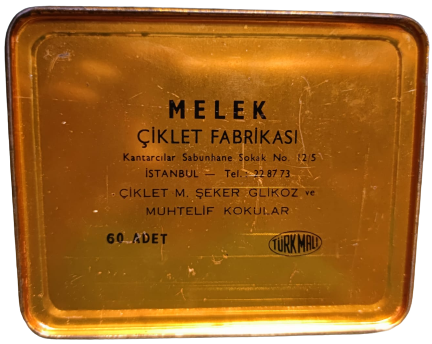 MELEK
ÇİKLET FABRİKASI
Kantarcılar Sabunhane Sokak No. 12 5
İSTANBUL — Tel. 22 87 73
ÇİKLET M. ŞEKER GLİKOZ ve
MUHTELİF KOKULAR
60 ADET
TÜRK MALI